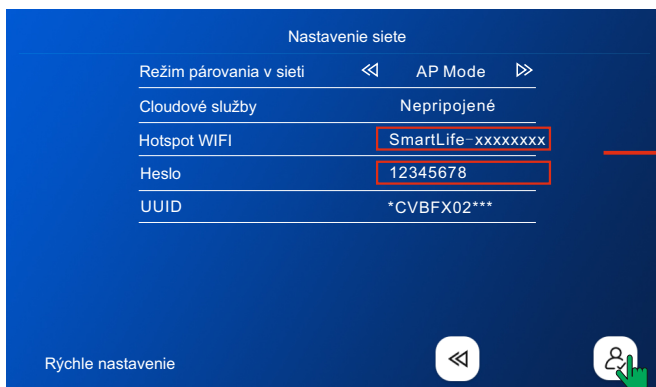 Nastavenie siete
Režim párovania v sieti AP Mode
Cloudové služby Nepripojené
Hotspot WIFI SmartLife-xxxxxxxx
Heslo 12345678
UUID *CVBFX02***
Rýchle nastavenie